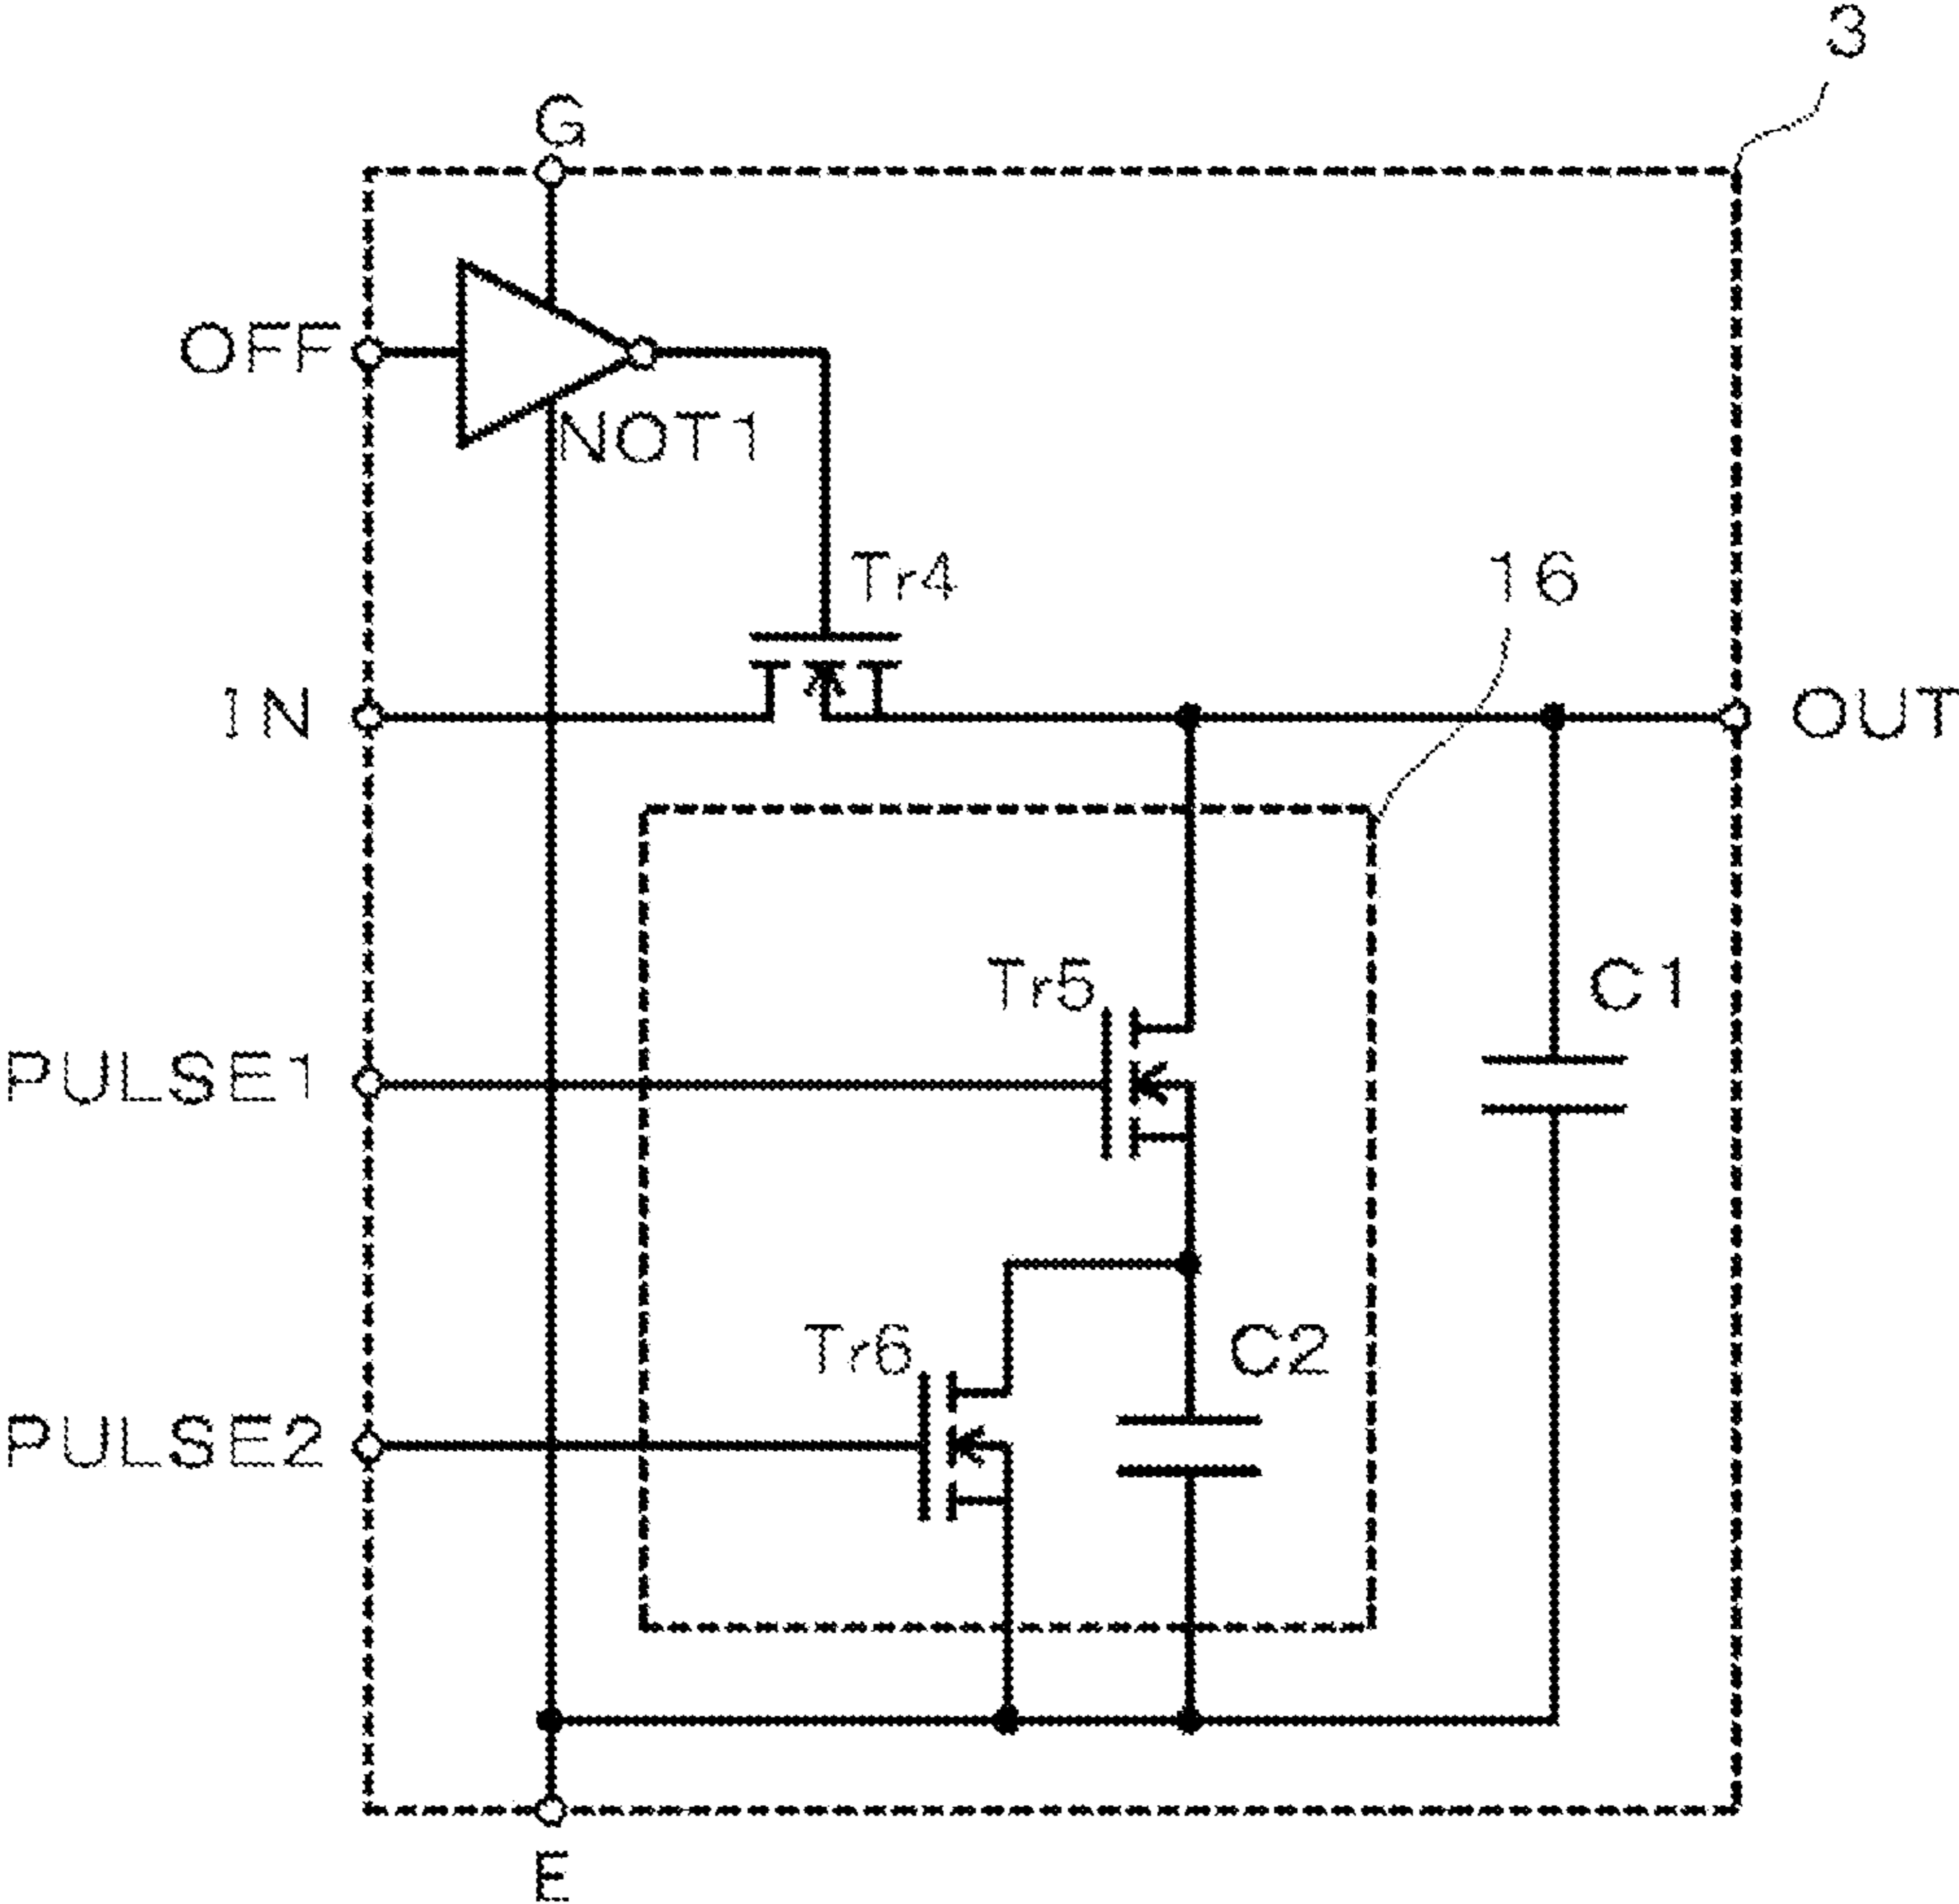 3
G
OFF
NOT1
Tr4
16
IN
OUT
Tr5
C1
PULSE1
Tr6
C2
PULSE2
E